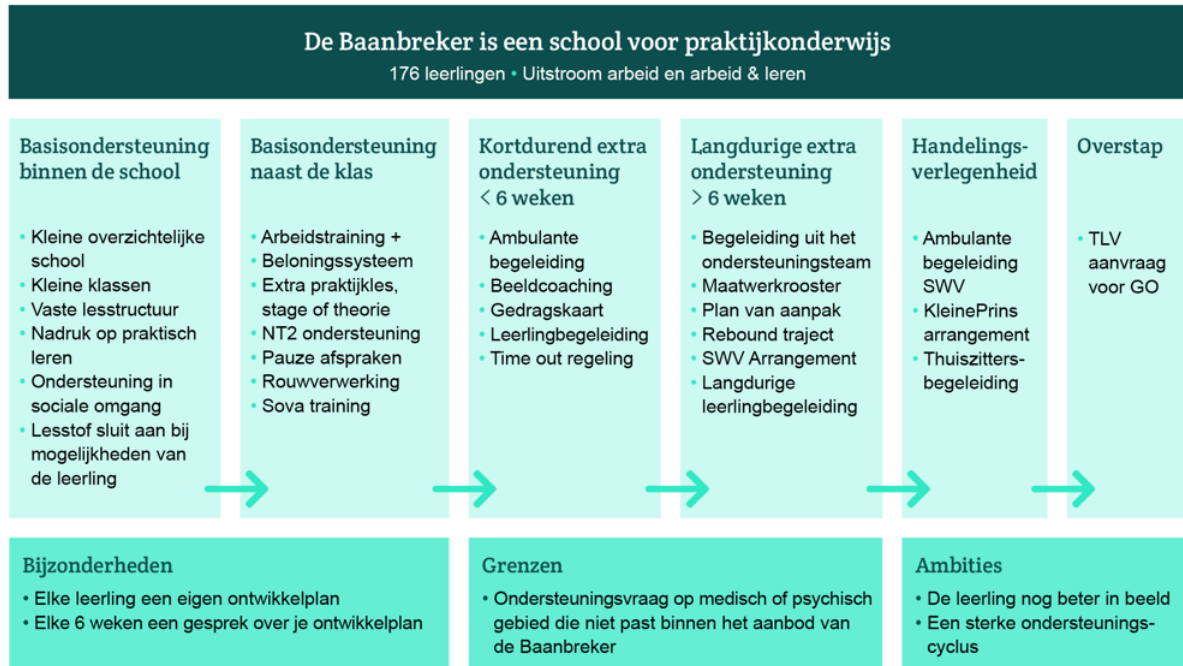 De Baanbreker is een school voor praktijkonderwijs
176 leerlingen • Uitstroom arbeid en arbeid & leren
Basisondersteuning
binnen de school
• Kleine overzichtelijke
school
• Kleine klassen
• Vaste lesstructuur
• Nadruk op praktisch
leren
• Ondersteuning in
sociale omgang
• Lesstof sluit aan bij
mogelijkheden van
de leerling
Basisondersteuning
naast de klas
• Arbeidstraining +
• Beloningssysteem
• Extra praktijkles,
stage of theorie
• NT2 ondersteuning
• Pauze afspraken
• Rouwverwerking
• Sova training
Kortdurend extra
ondersteuning
< 6 weken
• Ambulante
begeleiding
• Beeldcoaching
• Gedragskaart
• Leerlingbegeleiding
• Time out regeling
Langdurige extra
ondersteuning
> 6 weken
• Begeleiding uit het
ondersteuningsteam
• Maatwerkrooster
• Plan van aanpak
• Rebound traject
• SWV Arrangement
• Langdurige
leerlingbegeleiding
Handelings-
verlegenheid
• Ambulante
begeleiding
SWV
• KleinePrins
arrangement
• Thuiszitters-
begeleiding
Overstap
• TLV
aanvraag
voor GO
Bijzonderheden
• Elke leerling een eigen ontwikkelplan
• Elke 6 weken een gesprek over je ontwikkelplan
Grenzen
• Ondersteuningsvraag op medisch of psychisch
gebied die niet past binnen het aanbod van
de Baanbreker
Ambities
• De leerling nog beter in beeld
• Een sterke ondersteunings-
cyclus